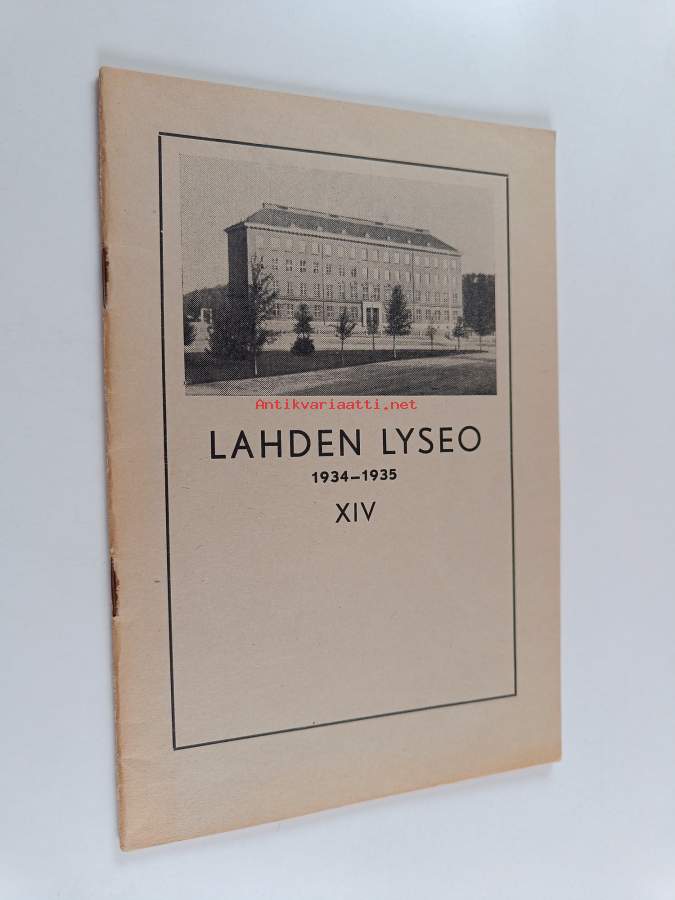 Antikvariaatti.net
LAHDEN LYSEO
1934–1935
XIV